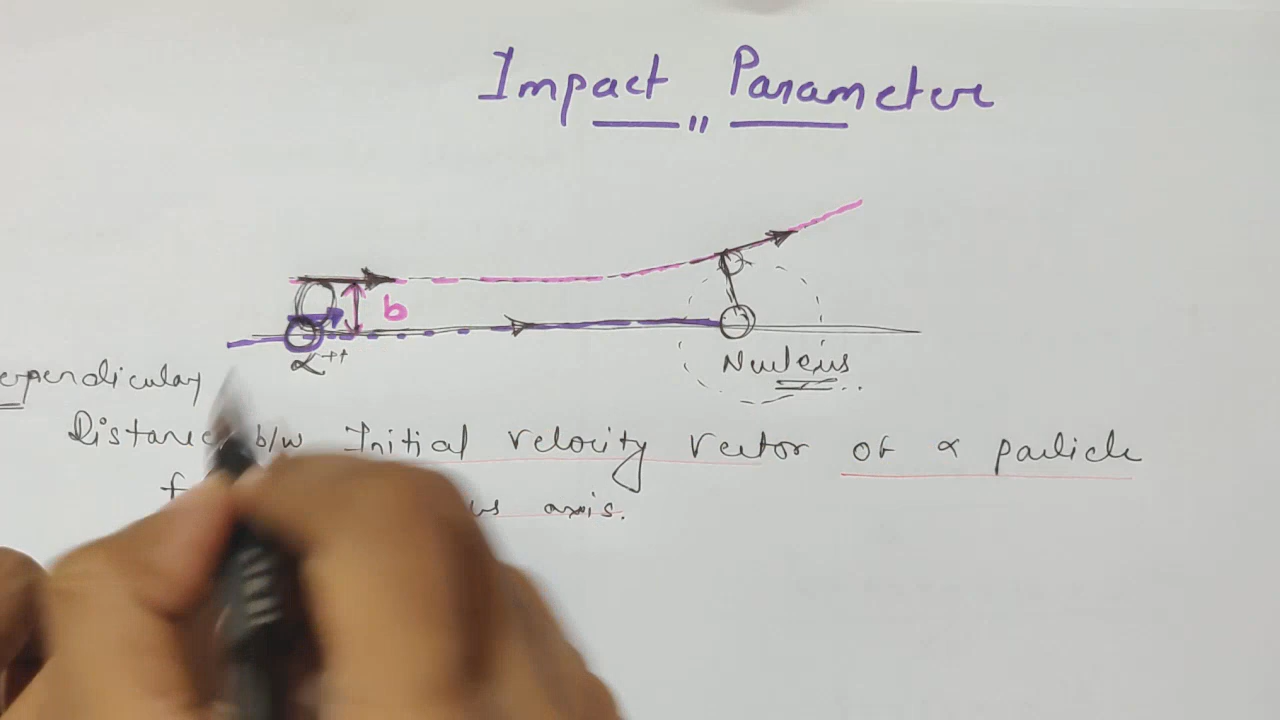 Impact Parameter
b
α++
Nucleus
erpendicular
Distance b/w Initial velocity vector of α particle
axis.